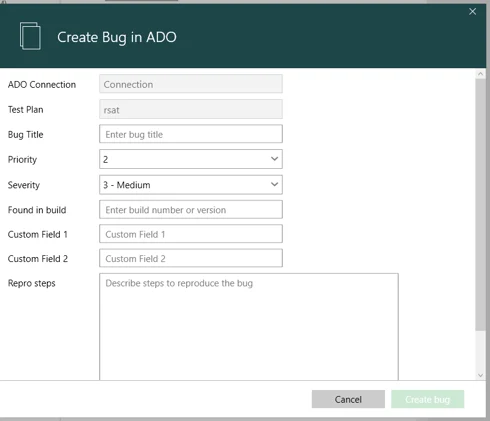 Create Bug in ADO
ADO Connection
Connection
Test Plan
rsat
Bug Title
Enter bug title
Priority
2
Severity
3 - Medium
Found in build
Enter build number or version
Custom Field 1
Custom Field 1
Custom Field 2
Custom Field 2
Repro steps
Describe steps to reproduce the bug
Cancel
Create bug